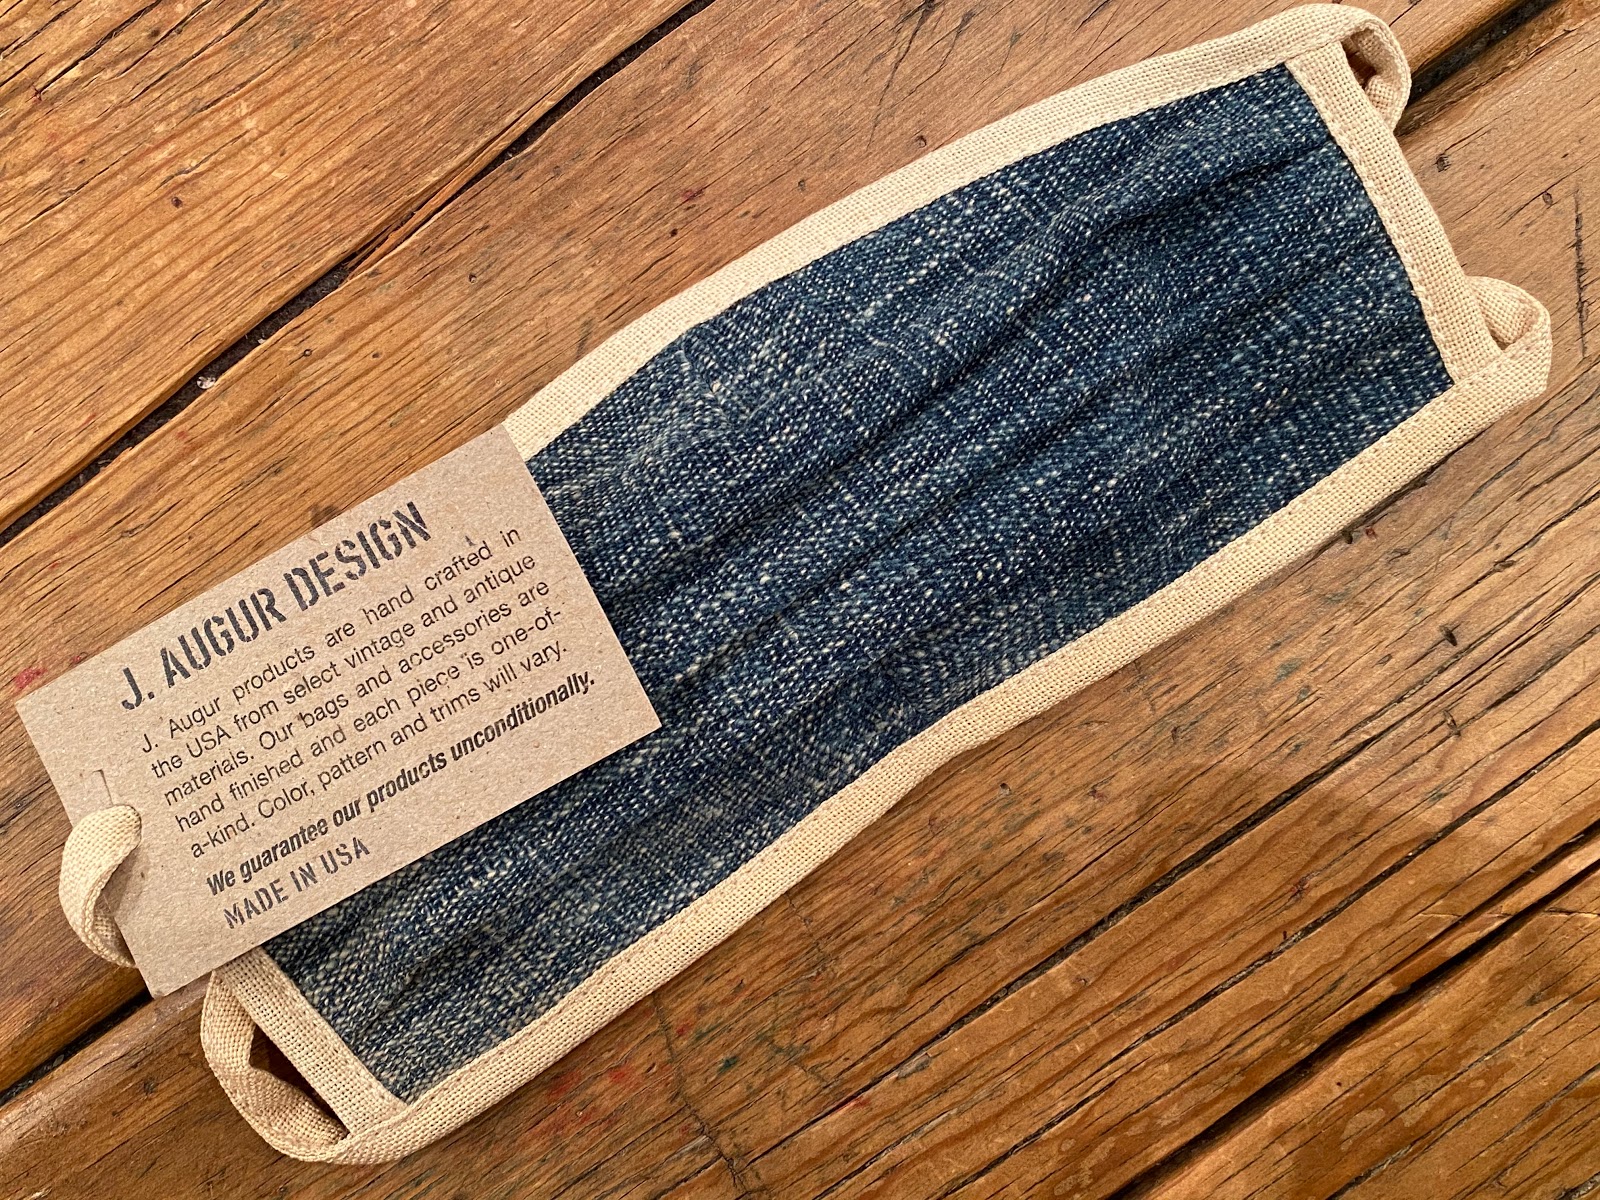 J. AUGUR DESIGN
J. Augur products are hand crafted in
the USA from select vintage and antique
materials. Our bags and accessories are
hand finished and each piece is one-of-
a-kind. Color, pattern and trims will vary.
We guarantee our products unconditionally.
MADE IN USA